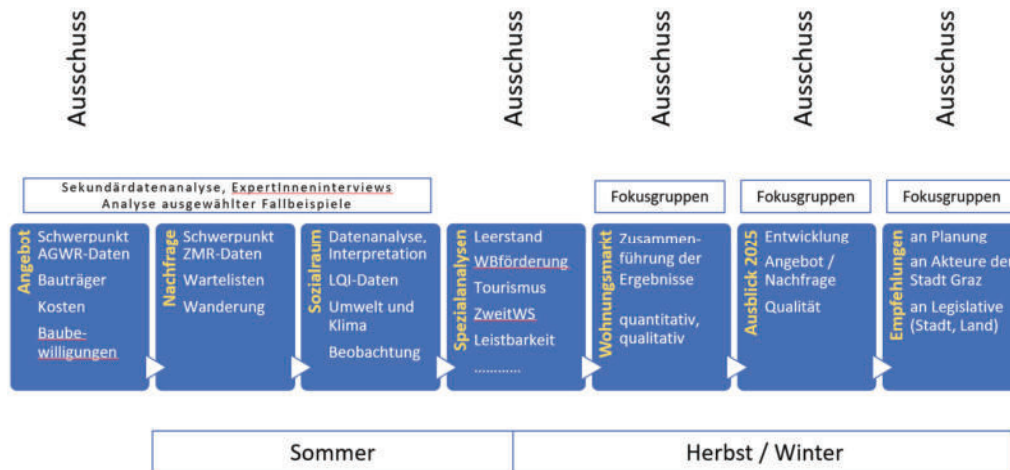 Ausschuss
Ausschuss
Ausschuss
Ausschuss
Ausschuss
Sekundärdatenanalyse, ExpertInneninterviews
Analyse ausgewählter Fallbeispiele
Fokusgruppen
Fokusgruppen
Fokusgruppen
Angebot
Schwerpunkt
AGWR-Daten
Bauträger
Kosten
Baube-
willigungen
Nachfrage
Schwerpunkt
ZMR-Daten
Wartelisten
Wanderung
Sozialraum
Datenanalyse,
Interpretation
LQI-Daten
Umwelt und
Klima
Beobachtung
Spezialanalysen
Leerstand
WBförderung
Tourismus
ZweitWS
Leistbarkeit
............
Wohnungsmarkt
Zusammen-
führung der
Ergebnisse
quantitativ,
qualitativ
Ausblick 2025
Entwicklung
Angebot /
Nachfrage
Qualität
Empfehlungen
an Planung
an Akteure der
Stadt Graz
an Legislative
(Stadt, Land)
Sommer
Herbst / Winter